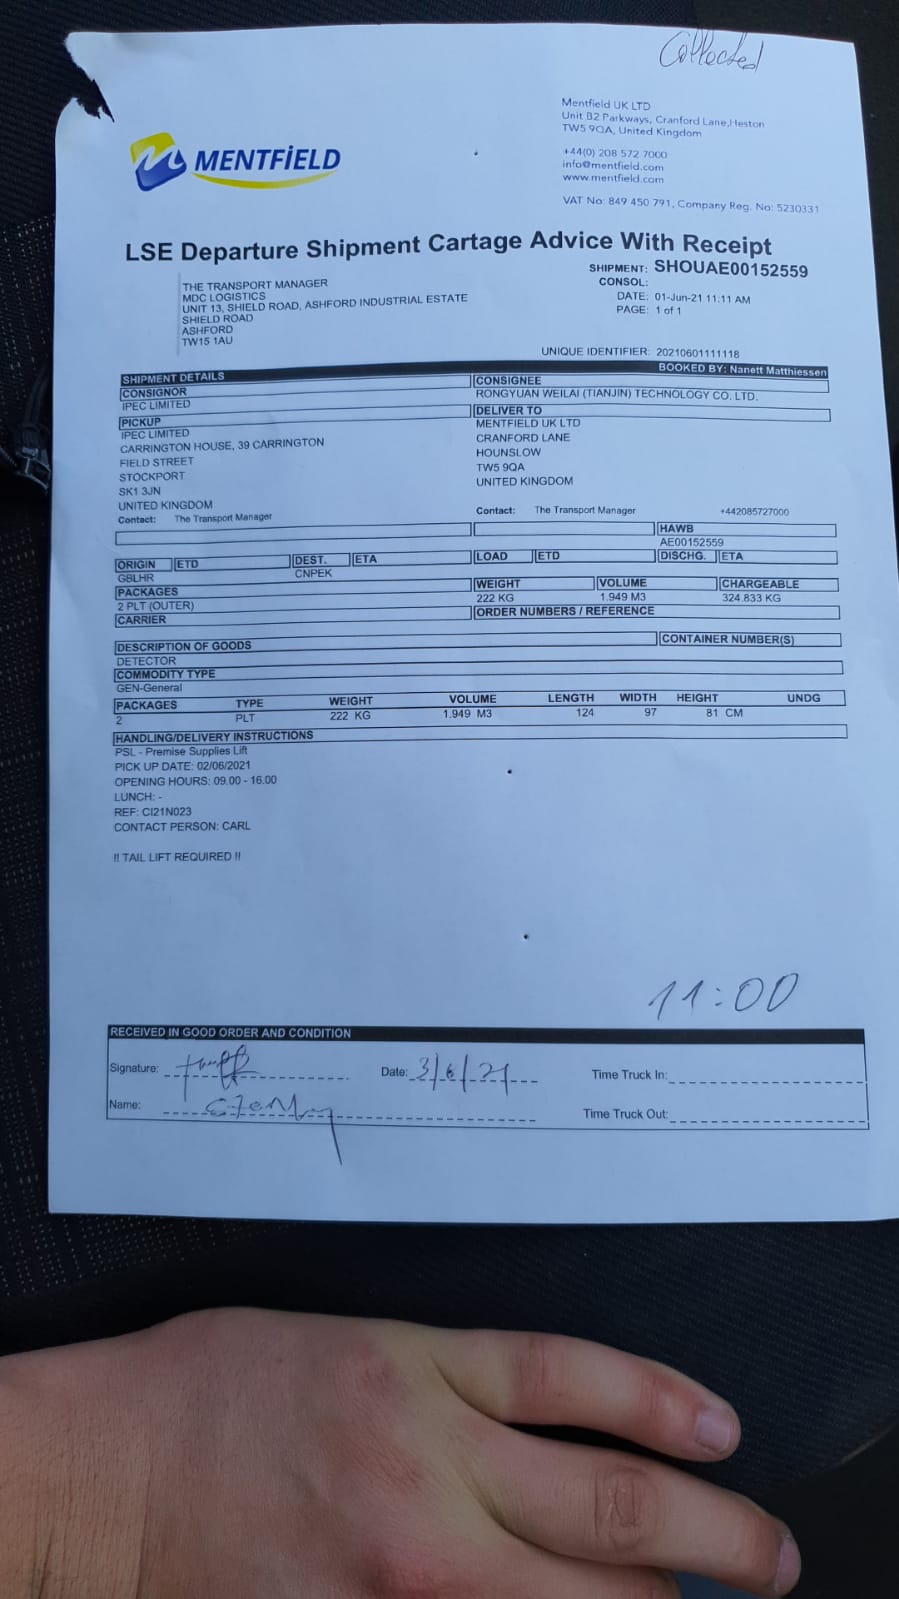 Collected
Mentfield UK LTD
Unit B2 Parkways, Cranford Lane,Heston
TW5 9QA, United Kingdom
+44(0) 208 572 7000
info@mentfield.com
www.mentfield.com
VAT No: 849 450 791, Company Reg. No: 5230331
MENTFiELD
LSE Departure Shipment Cartage Advice With Receipt
SHIPMENT: SHOUAE00152559
CONSOL:
DATE: 01-Jun-21 11:11 AM
PAGE: 1 of 1
THE TRANSPORT MANAGER
MDC LOGISTICS
UNIT 13, SHIELD ROAD, ASHFORD INDUSTRIAL ESTATE
SHIELD ROAD
ASHFORD
TW15 1AU
UNIQUE IDENTIFIER: 20210601111118
SHIPMENT DETAILS BOOKED BY: Nanett Matthiessen
CONSIGNOR CONSIGNEE
IPEC LIMITED RONGYUAN WEILAI (TIANJIN) TECHNOLOGY CO. LTD.
PICKUP DELIVER TO
IPEC LIMITED MENTFIELD UK LTD
CARRINGTON HOUSE, 39 CARRINGTON CRANFORD LANE
FIELD STREET HOUNSLOW
STOCKPORT TW5 9QA
SK1 3JN UNITED KINGDOM
UNITED KINGDOM
Contact: The Transport Manager Contact: The Transport Manager +442085727000
HAWB
AE00152559
ORIGIN ETD DEST. ETA LOAD ETD DISCHG. ETA
GBLHR CNPEK
PACKAGES WEIGHT VOLUME CHARGEABLE
2 PLT (OUTER) 222 KG 1.949 M3 324.833 KG
CARRIER ORDER NUMBERS / REFERENCE
DESCRIPTION OF GOODS CONTAINER NUMBER(S)
DETECTOR
COMMODITY TYPE
GEN-General
PACKAGES TYPE WEIGHT VOLUME LENGTH WIDTH HEIGHT UNDG
2 PLT 222 KG 1.949 M3 124 97 81 CM
HANDLING/DELIVERY INSTRUCTIONS
PSL - Premise Supplies Lift
PICK UP DATE: 02/06/2021
OPENING HOURS: 09.00 - 16.00
LUNCH: -
REF: CI21N023
CONTACT PERSON: CARL
!! TAIL LIFT REQUIRED !!
11:00
RECEIVED IN GOOD ORDER AND CONDITION
Signature: Date: 3/6/21 Time Truck In:
Name: Time Truck Out: